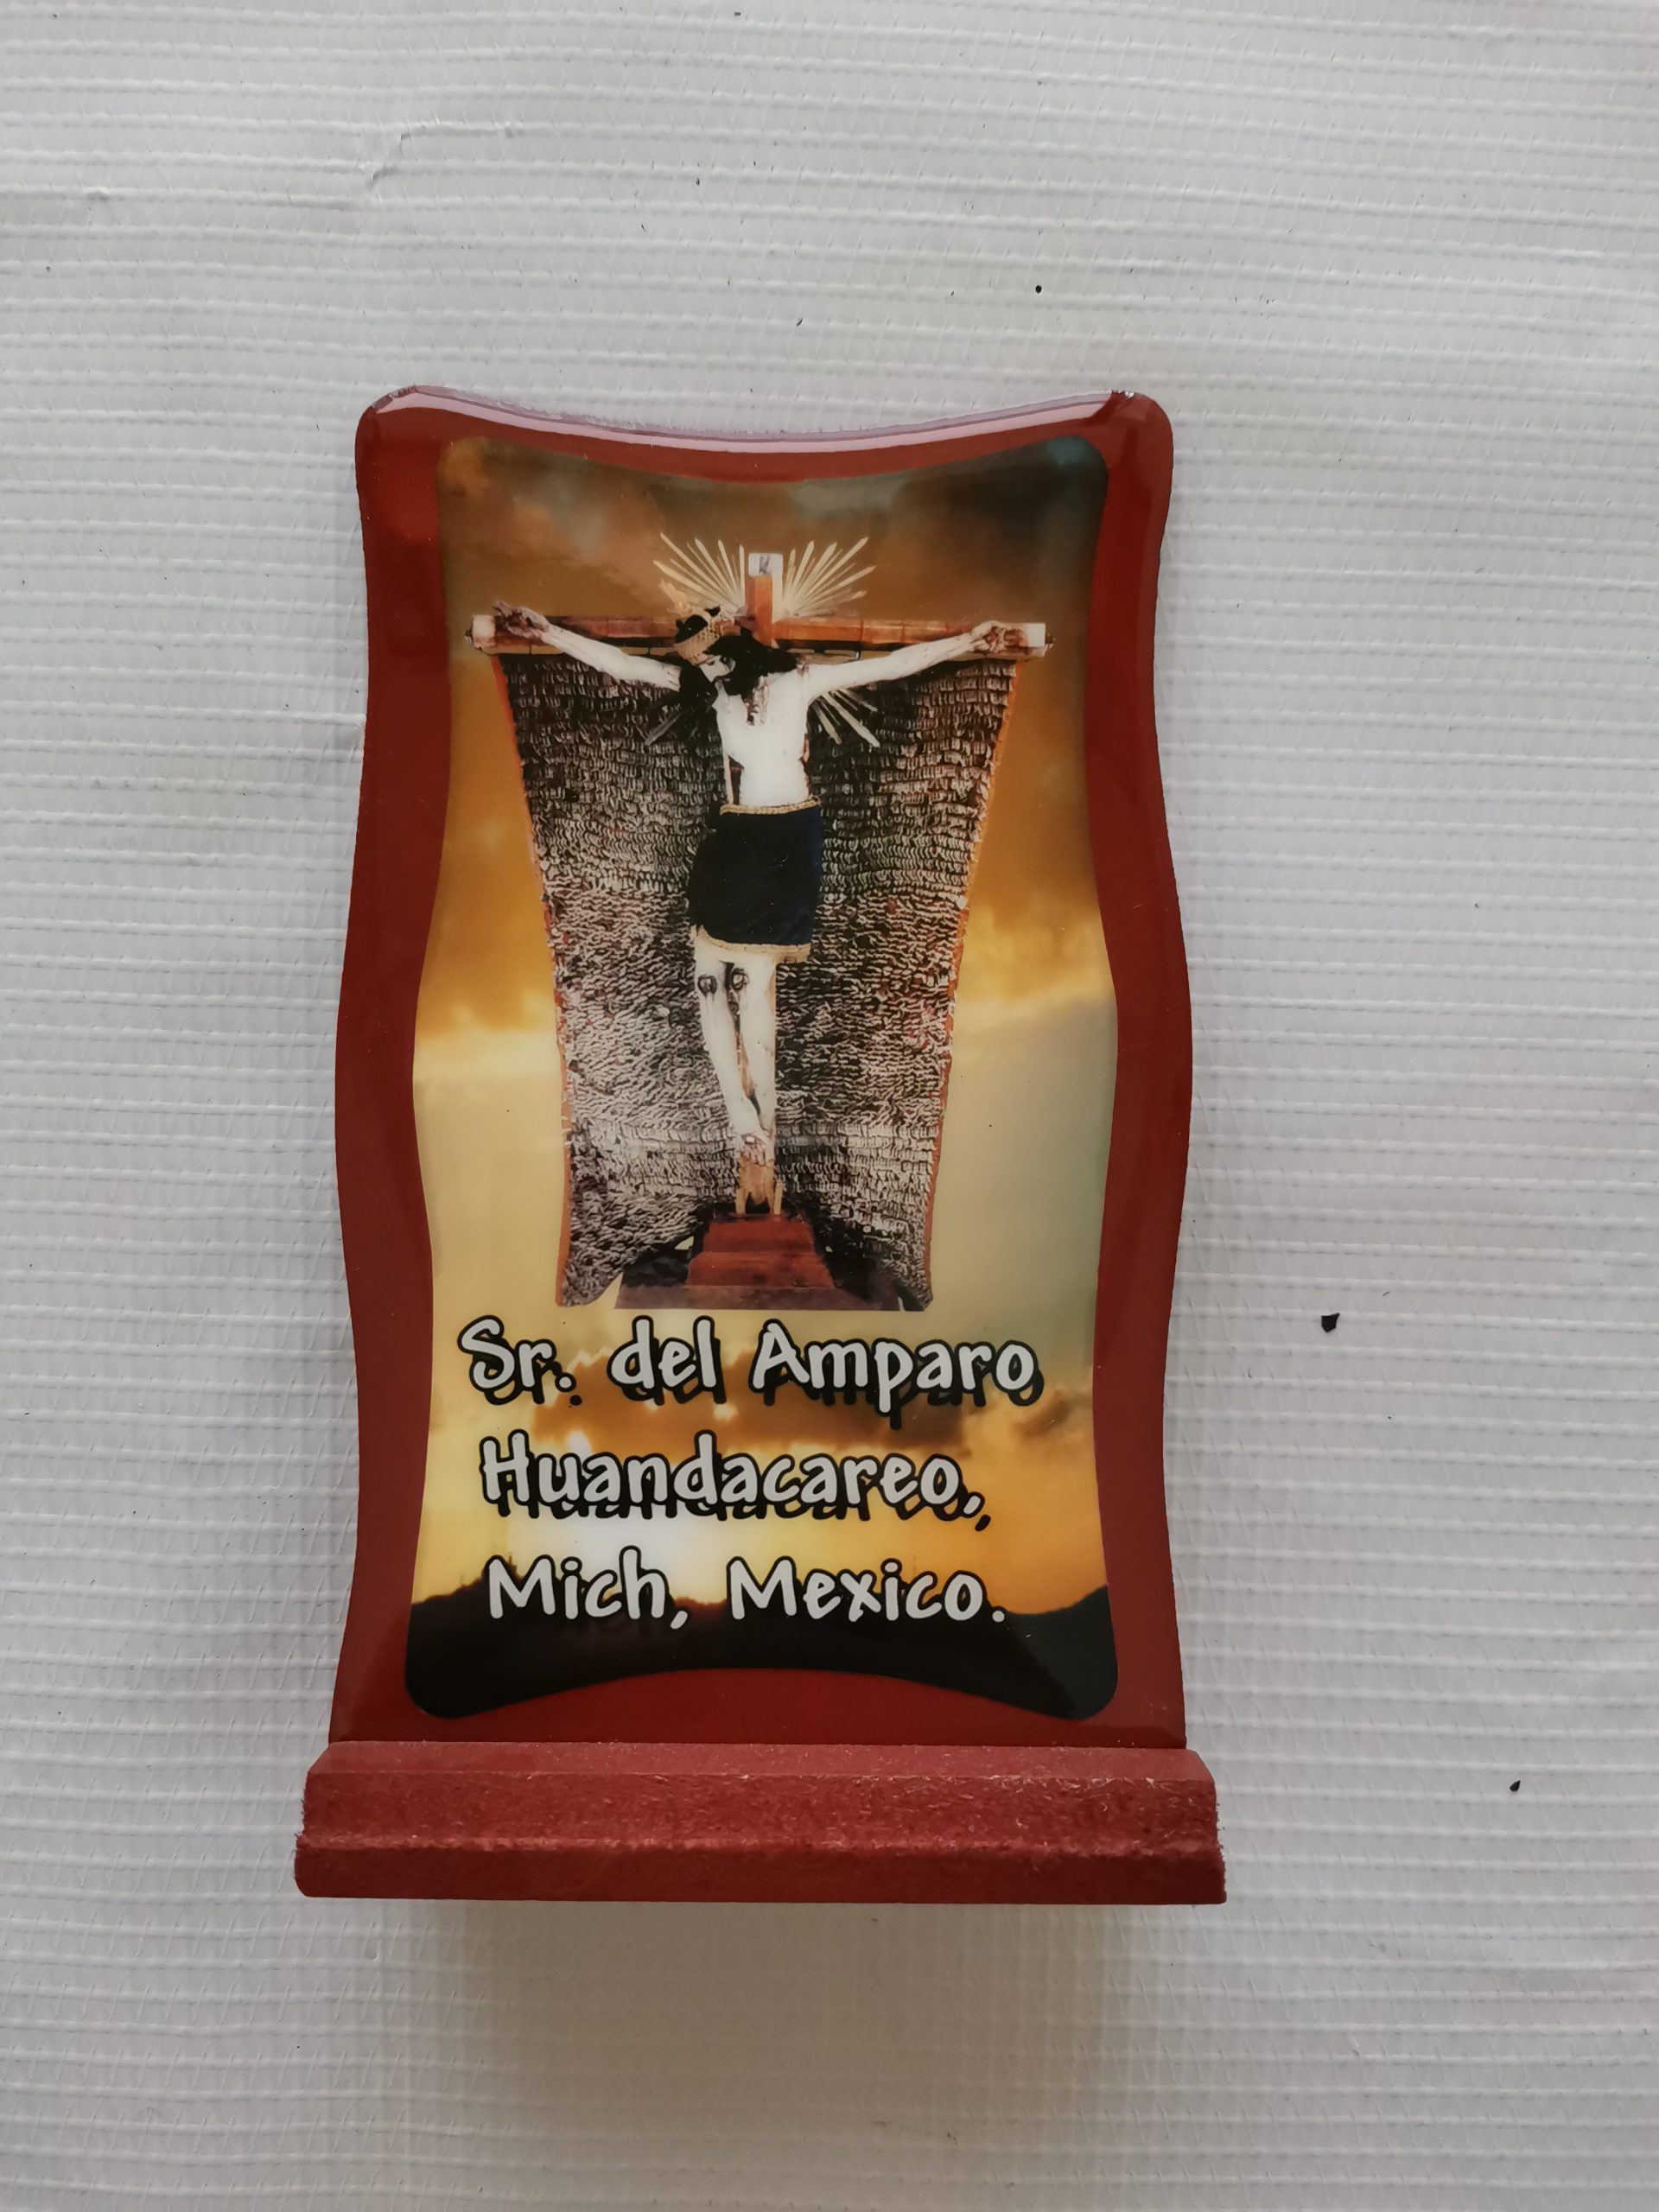 Sr. del Amparo
Huandacareo,
Mich, Mexico.